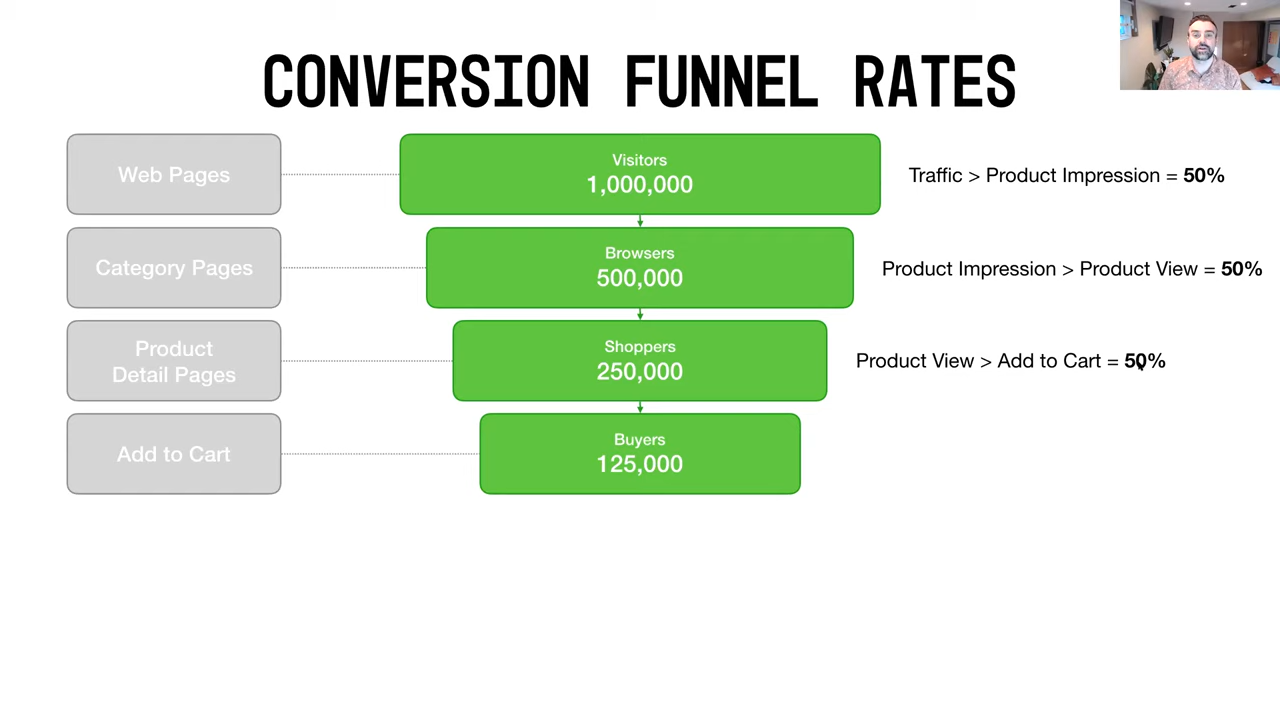 CONVERSION FUNNEL RATES
Web Pages
Visitors
1,000,000
Traffic > Product Impression = 50%
Category Pages
Browsers
500,000
Product Impression > Product View = 50%
Product
Detail Pages
Shoppers
250,000
Product View > Add to Cart = 50%
Add to Cart
Buyers
125,000